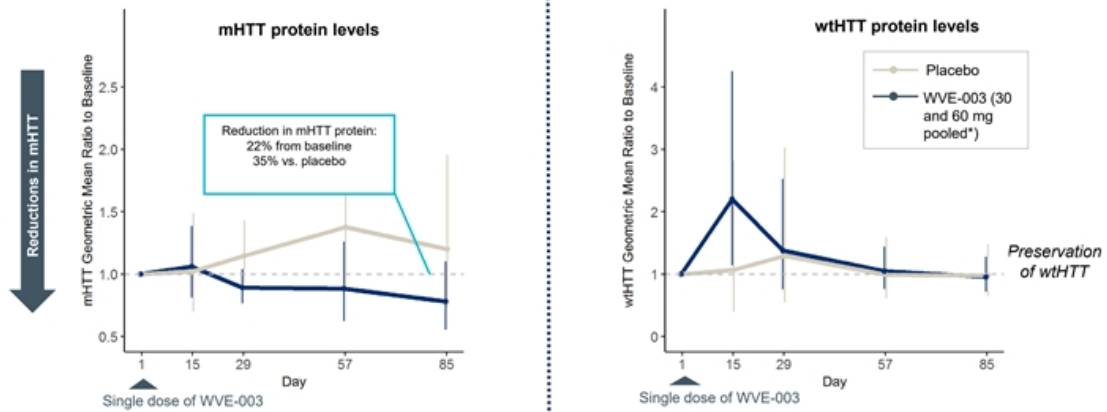 Reductions in mHTT
mHTT protein levels
mHTT Geometric Mean Ratio to Baseline
2.5
2.0
1.5
1.0
0.5
Reduction in mHTT protein:
22% from baseline
35% vs. placebo
1 15 29 57 85
Day
Single dose of WVE-003
wtHTT protein levels
wtHTT Geometric Mean Ratio to Baseline
4
3
2
1
0
Placebo
WVE-003 (30
and 60 mg
pooled*)
Preservation
of wtHTT
1 15 29 57 85
Day
Single dose of WVE-003